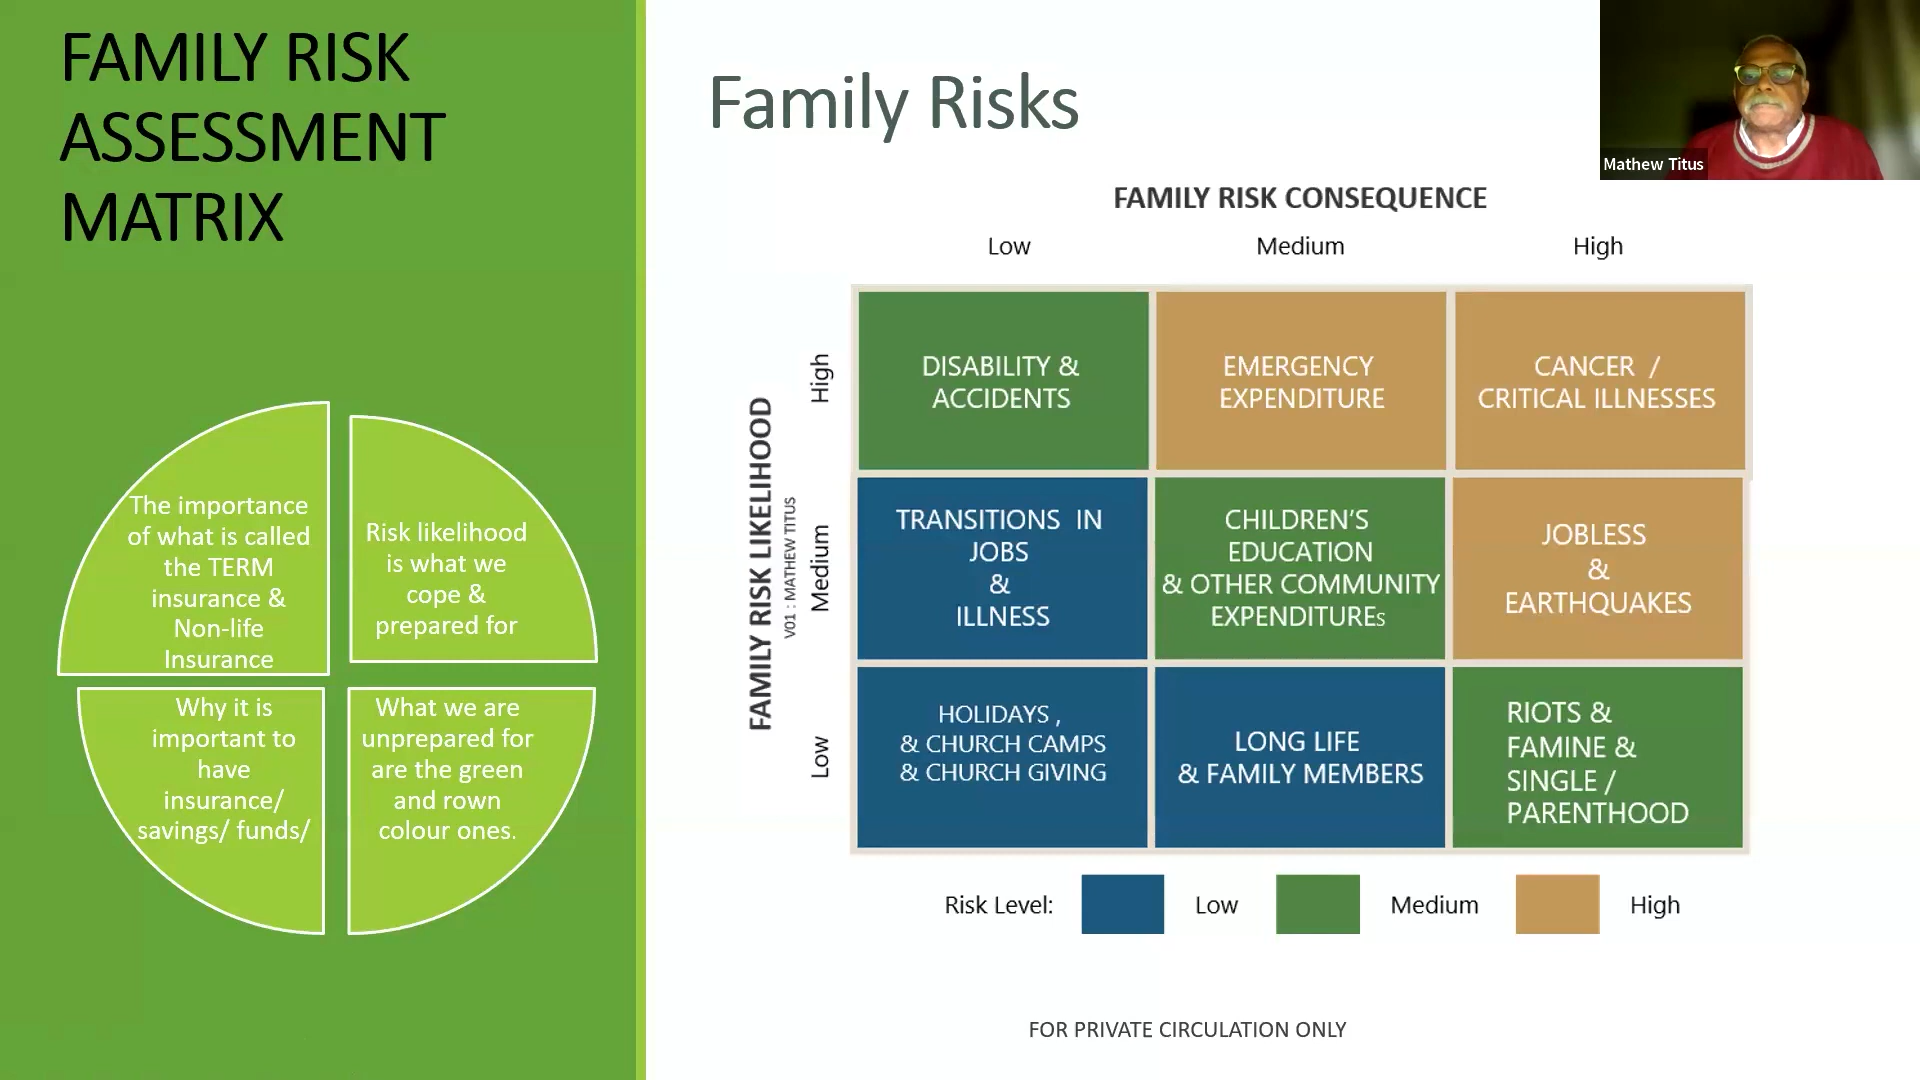 FAMILY RISK
ASSESSMENT
MATRIX
The importance
of what is called
the TERM
insurance &
Non-life
Insurance
Risk likelihood
is what we
cope &
prepared for
Why it is
important to
have
insurance/
savings/ funds/
What we are
unprepared for
are the green
and rown
colour ones.
Family Risks
Mathew Titus
FAMILY RISK CONSEQUENCE
Low
Medium
High
FAMILY RISK LIKELIHOOD
V01 : MATHEW TITUS
High
DISABILITY &
ACCIDENTS
EMERGENCY
EXPENDITURE
CANCER /
CRITICAL ILLNESSES
Medium
TRANSITIONS IN
JOBS
&
ILLNESS
CHILDREN’S
EDUCATION
& OTHER COMMUNITY
EXPENDITUREs
JOBLESS
&
EARTHQUAKES
Low
HOLIDAYS ,
& CHURCH CAMPS
& CHURCH GIVING
LONG LIFE
& FAMILY MEMBERS
RIOTS &
FAMINE &
SINGLE /
PARENTHOOD
Risk Level:
Low
Medium
High
FOR PRIVATE CIRCULATION ONLY